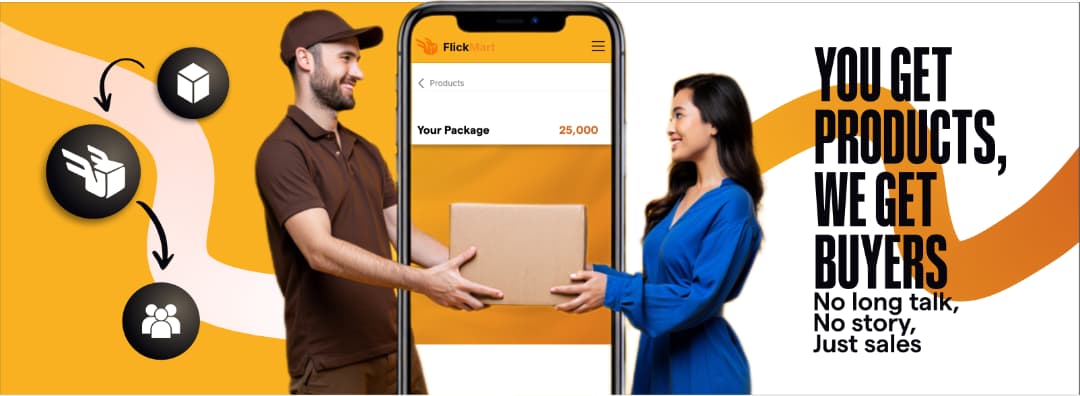 FlickMart
Products
Your Package 25,000
YOU GET
PRODUCTS,
WE GET
BUYERS
No long talk,
No story,
Just sales